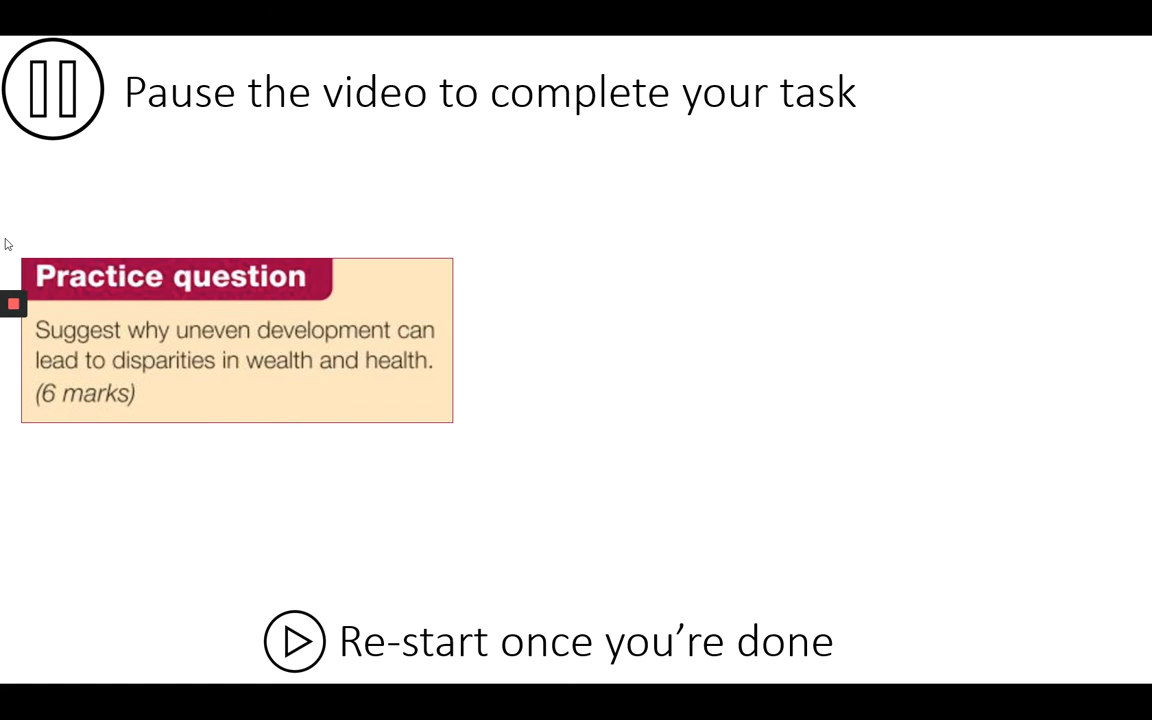 Pause the video to complete your task
Practice question
Suggest why uneven development can
lead to disparities in wealth and health.
(6 marks)
Re-start once you’re done